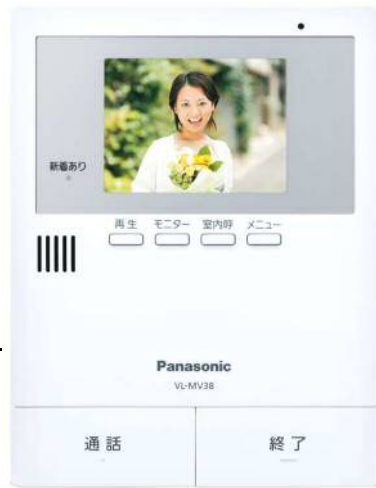 新着あり
再生 モニター 室内呼 メニュー
Panasonic
VL-MV38
通話 終了